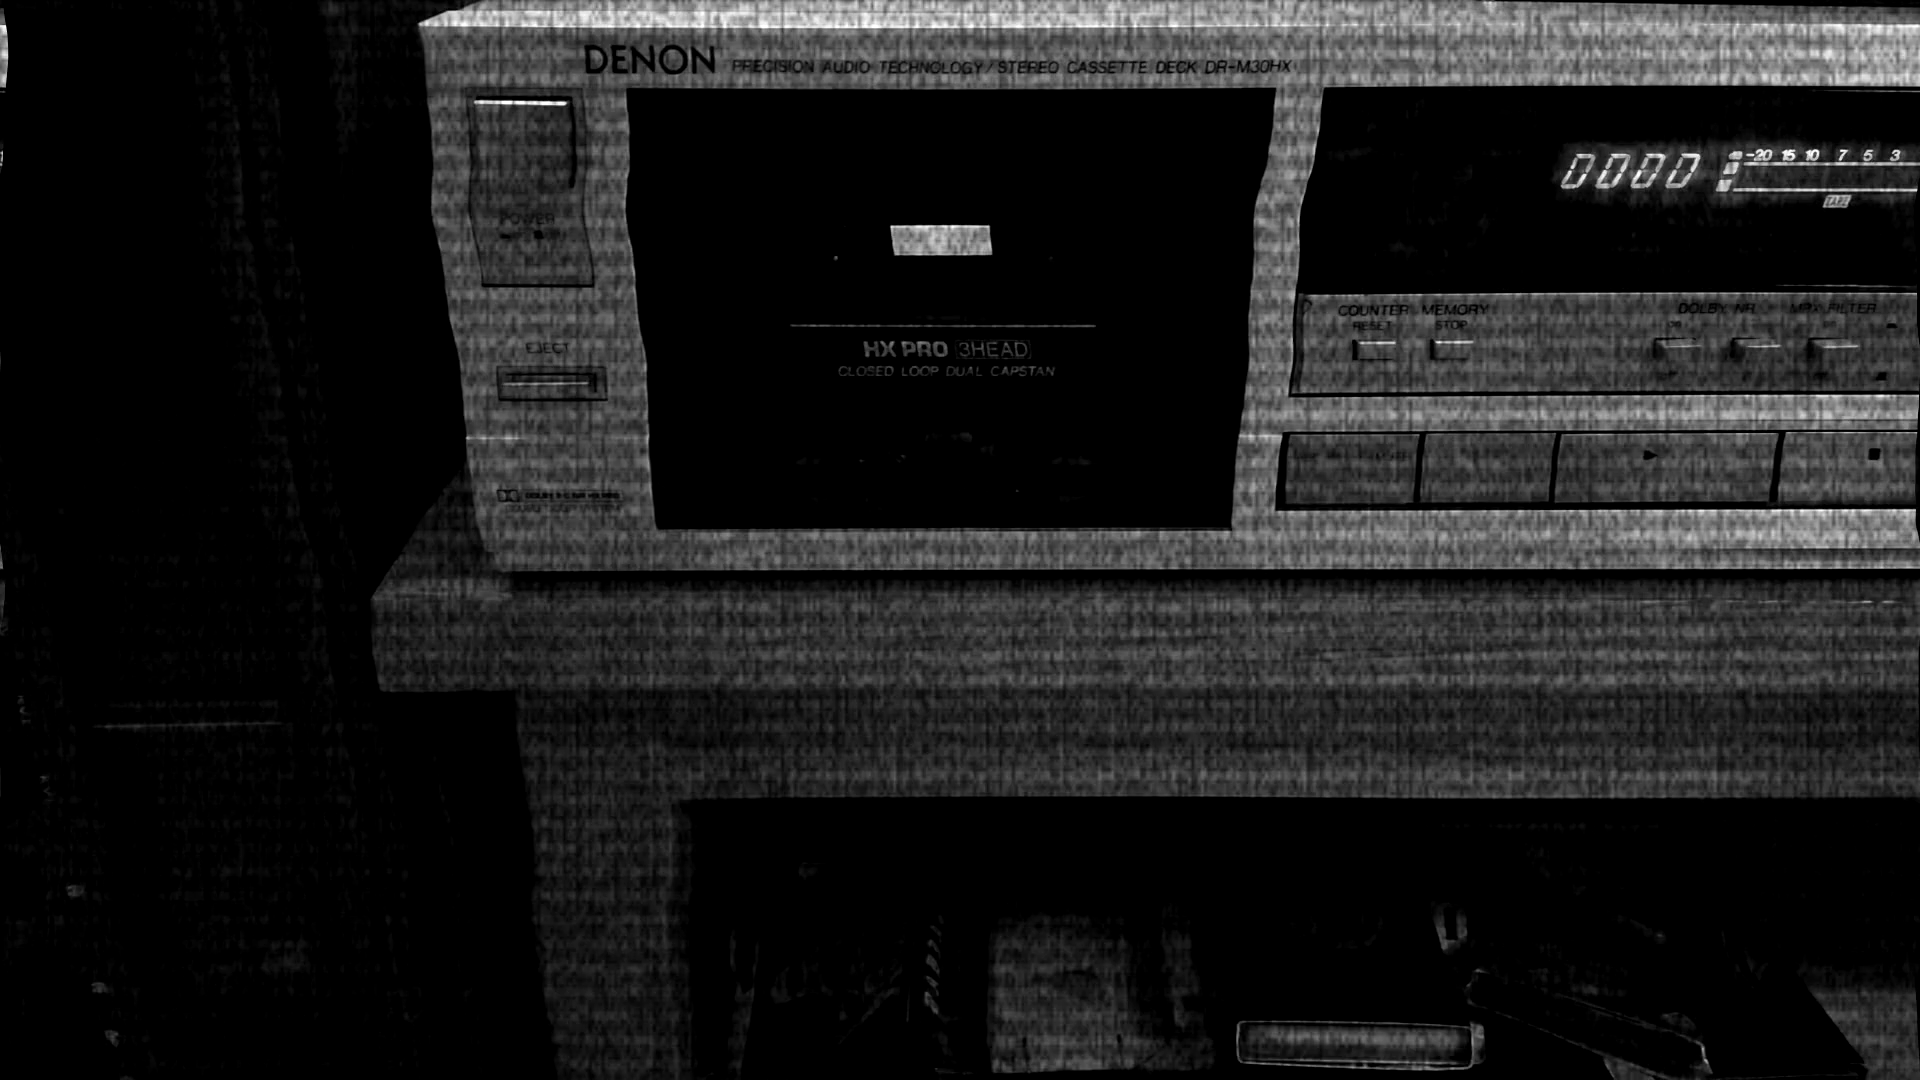 DENON PRECISION AUDIO TECHNOLOGY / STEREO CASSETTE DECK DR-M30HX
POWER
0000 -20 15 10 7 5 3
TAPE
COUNTER RESET
MEMORY STOP
DOLBY NR
MPX FILTER
EJECT
HX PRO 3HEAD
CLOSED LOOP DUAL CAPSTAN